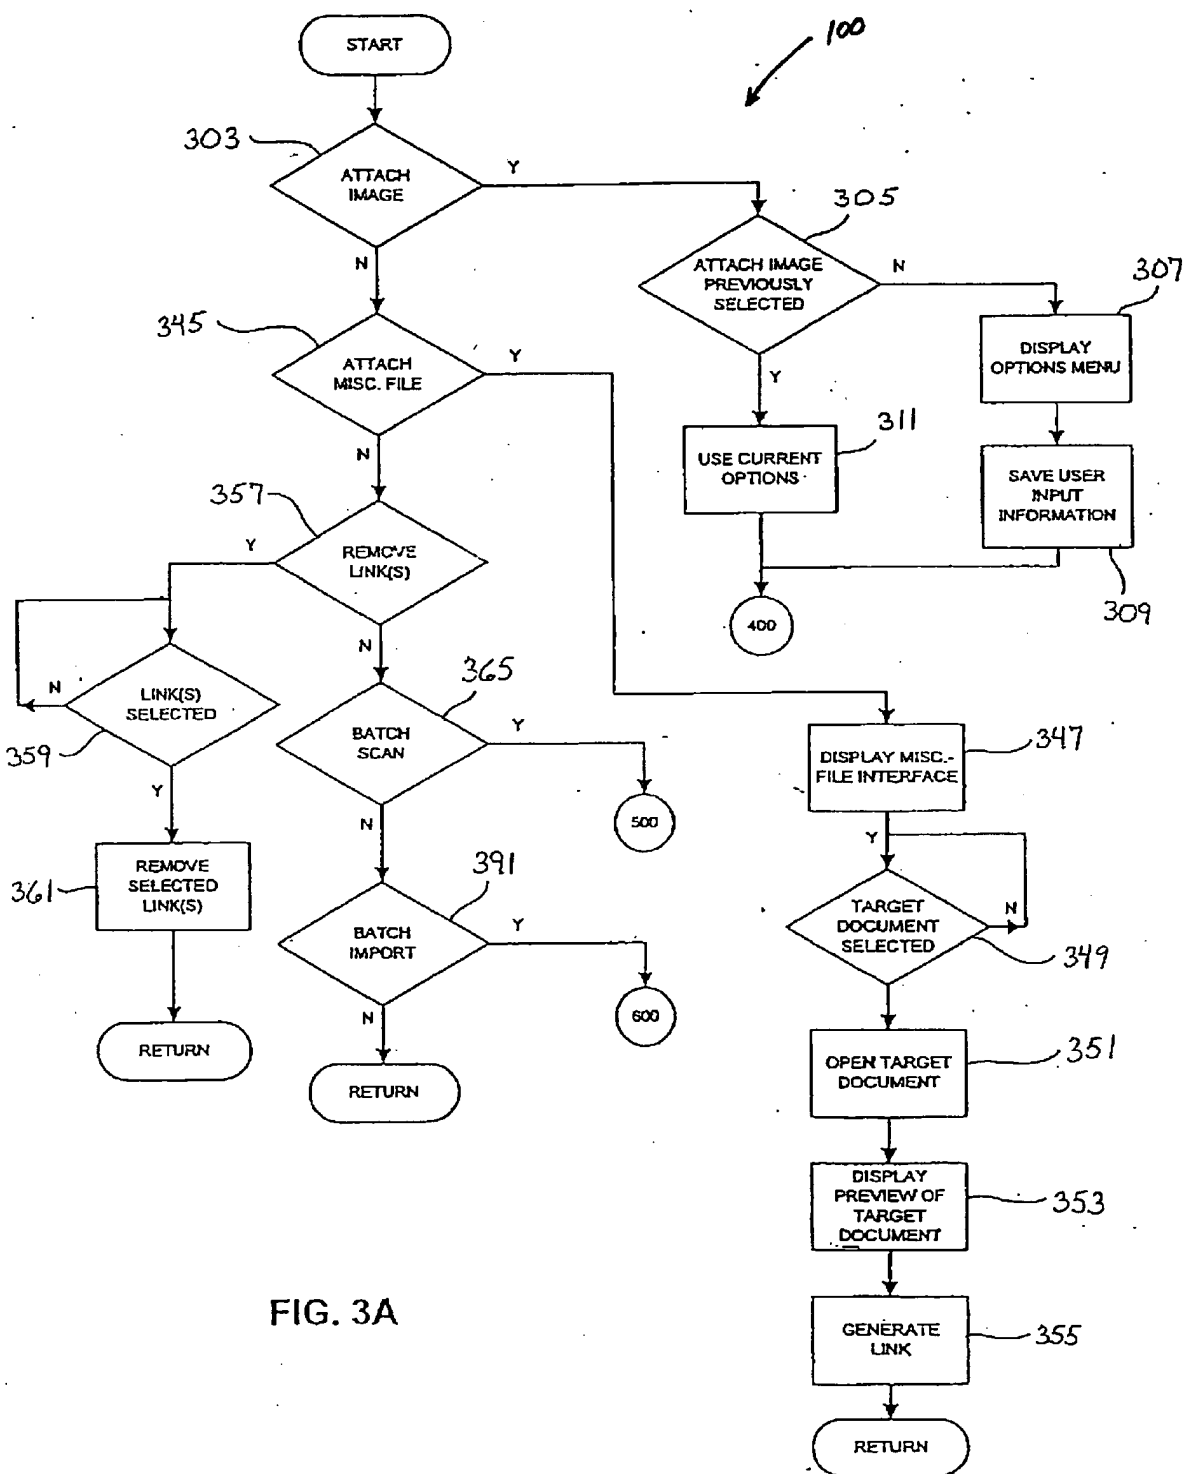 START
100
303
ATTACH
IMAGE
Y
N
305
ATTACH IMAGE
PREVIOUSLY
SELECTED
N
Y
307
DISPLAY
OPTIONS MENU
345
ATTACH
MISC. FILE
Y
N
311
USE CURRENT
OPTIONS
SAVE USER
INPUT
INFORMATION
309
400
357
REMOVE
LINK(S)
Y
N
N
LINK(S)
SELECTED
359
Y
365
BATCH
SCAN
Y
N
500
347
DISPLAY MISC.-
FILE INTERFACE
Y
361
REMOVE
SELECTED
LINK(S)
391
BATCH
IMPORT
Y
N
600
TARGET
DOCUMENT
SELECTED
N
349
RETURN
RETURN
OPEN TARGET
DOCUMENT
351
DISPLAY
PREVIEW OF
TARGET
DOCUMENT
353
FIG. 3A
GENERATE
LINK
355
RETURN